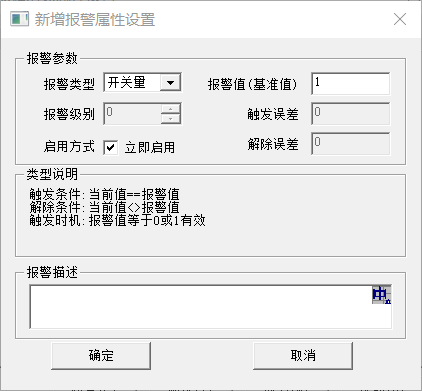 新增报警属性设置
报警参数
报警类型 开关量 报警值(基准值) 1
报警级别 0 触发误差 0
启用方式 立即启用 解除误差 0
类型说明
触发条件: 当前值==报警值
解除条件: 当前值<>报警值
触发时机: 报警值等于0或1有效
报警描述
中
确定 取消